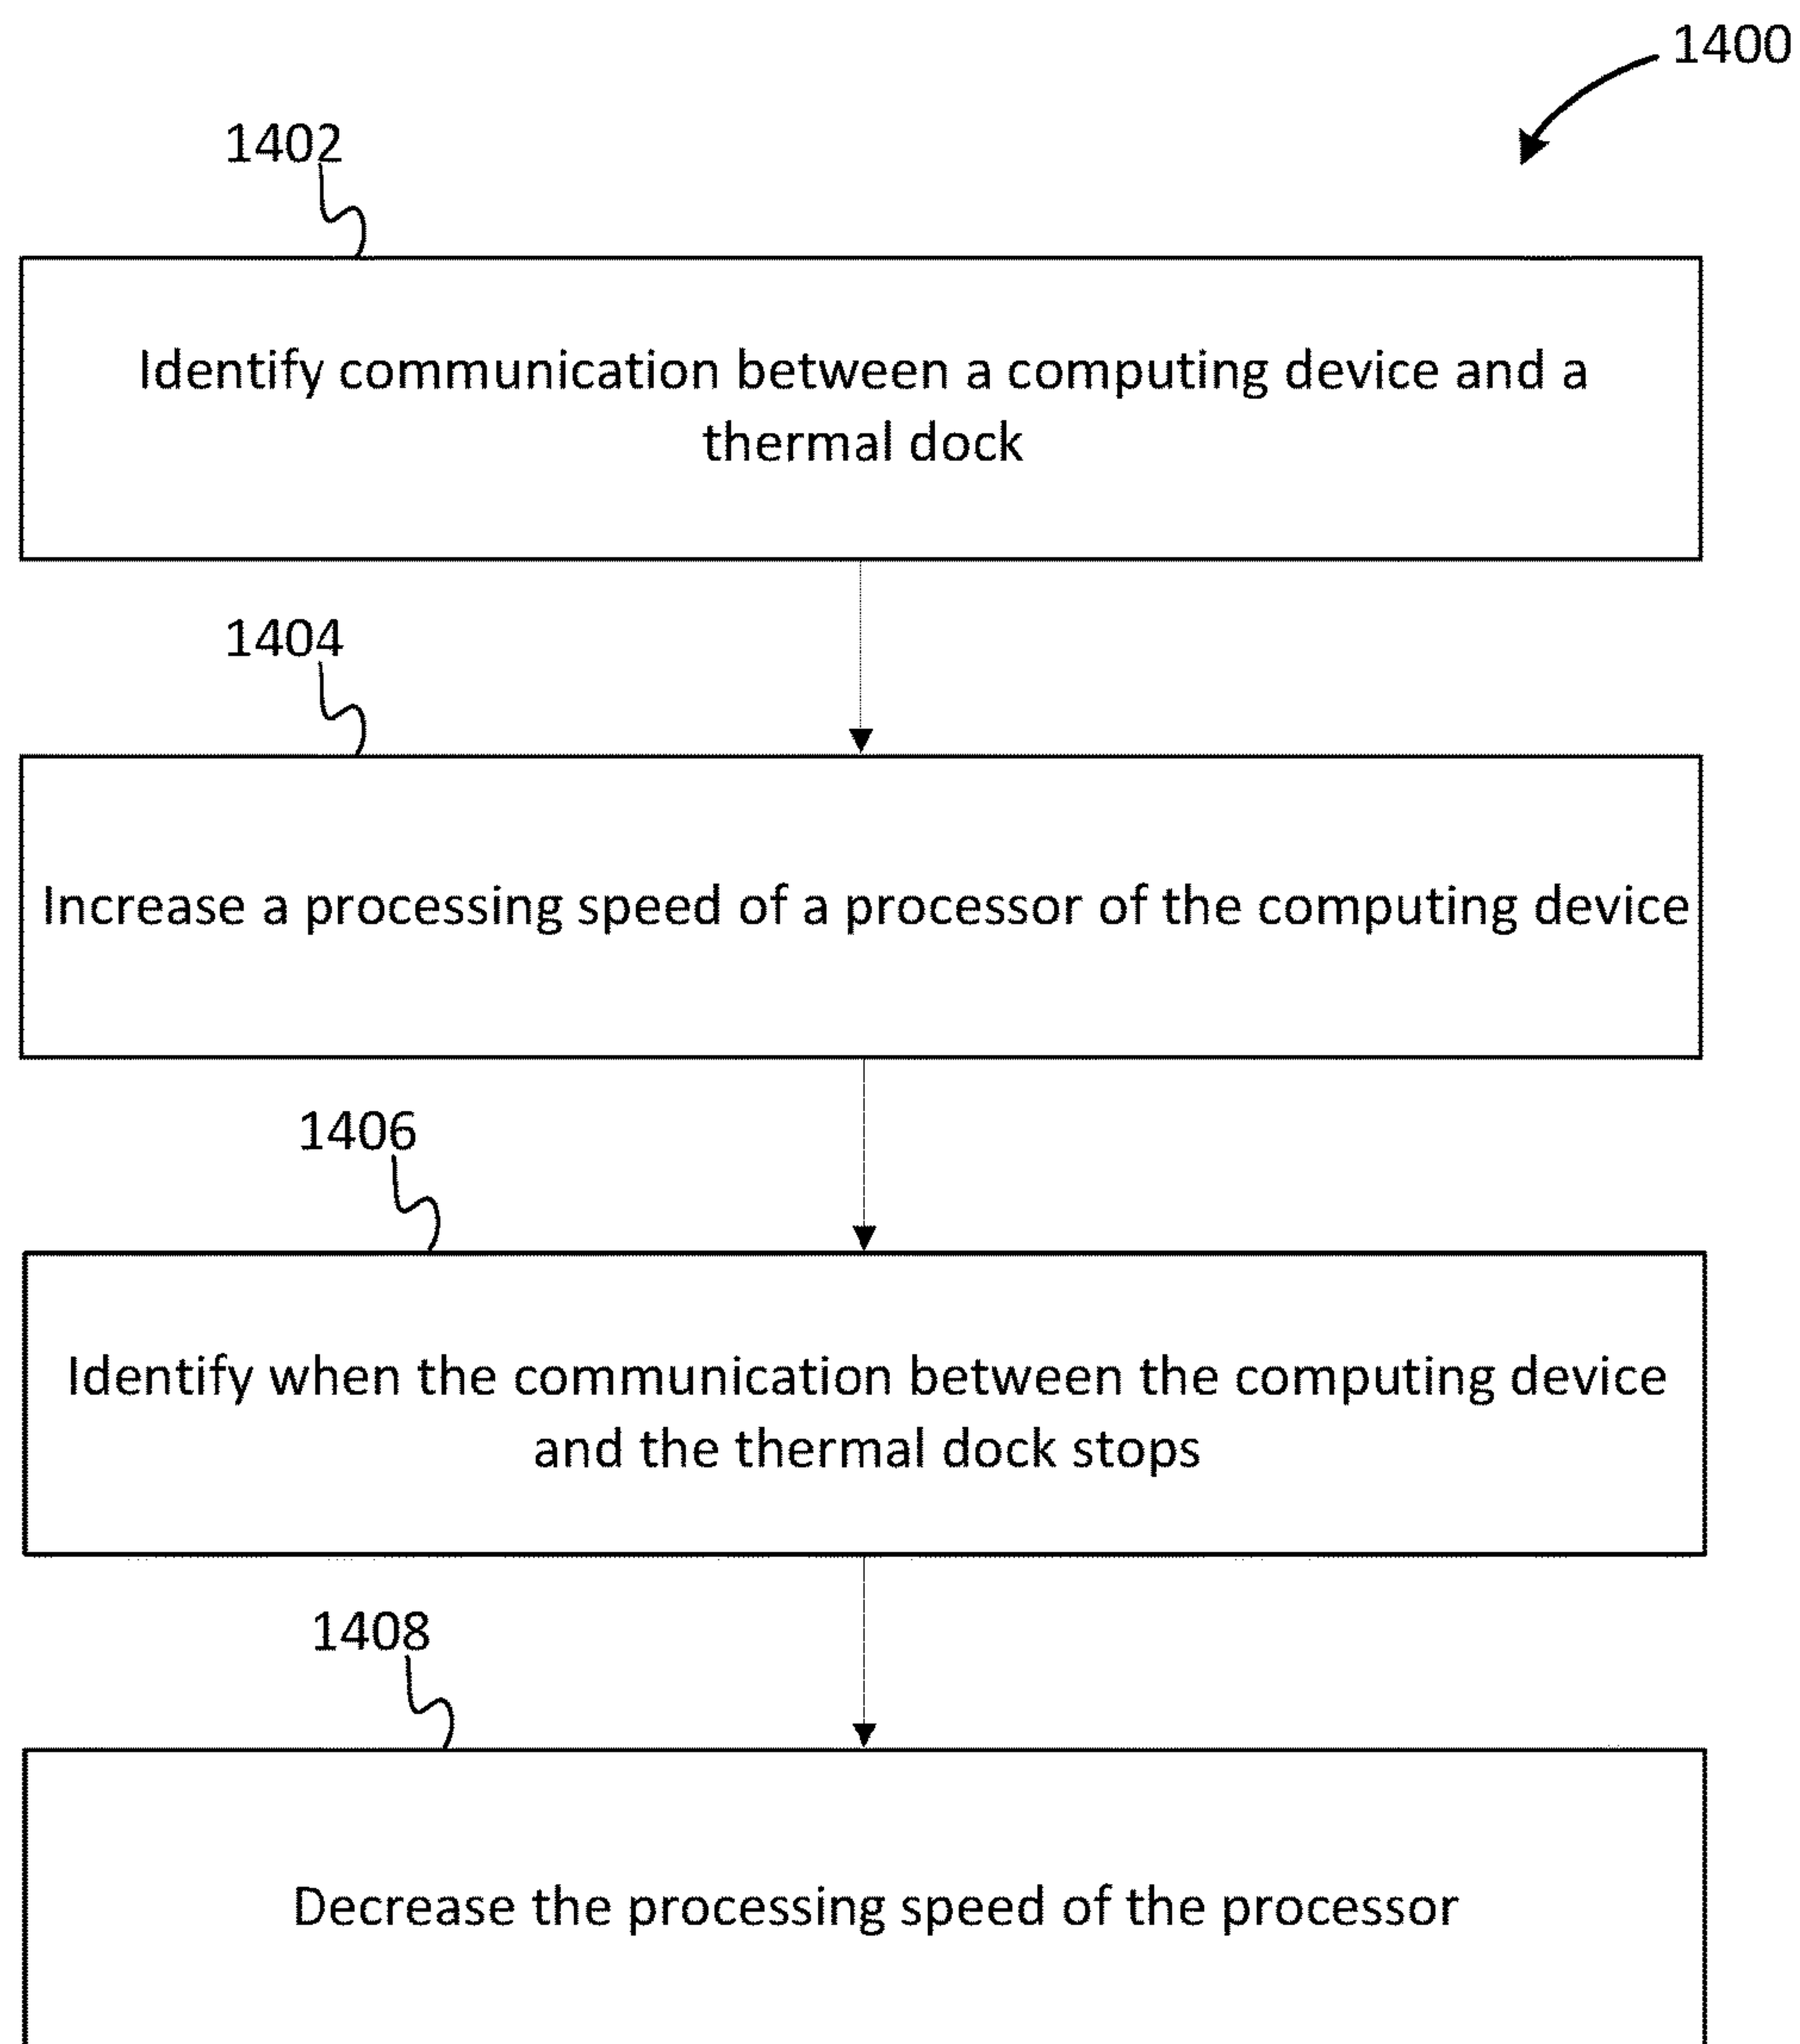 1400
1402
Identify communication between a computing device and a
thermal dock
1404
Increase a processing speed of a processor of the computing device
1406
Identify when the communication between the computing device
and the thermal dock stops
1408
Decrease the processing speed of the processor